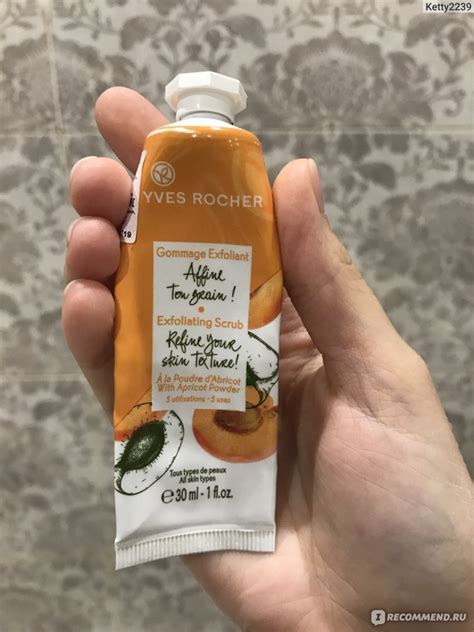 Ketty2239
YVES ROCHER
Gommage Exfoliant
Affine
Ton grain !
Exfoliating Scrub
Refine your
skin texture!
À la Poudre d'Abricot
With Apricot Powder
5 utilisations - 5 uses
Tous types de peaux
All skin types
e 30 ml - 1 fl.oz.
I RECOMMEND.RU